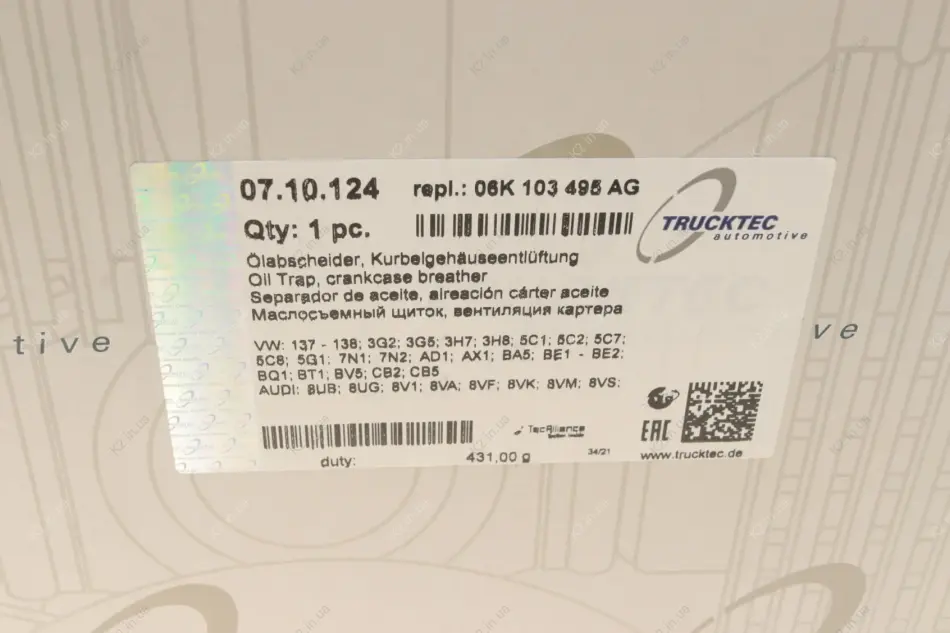 07.10.124 repl.: 06K 103 495 AG
Qty: 1 pc.
TRUCKTEC
automotive
Ölabscheider, Kurbelgehäuseentlüftung
Oil Trap, crankcase breather
Separador de aceite, aireación cárter aceite
Маслосъемный щиток, вентиляция картера
VW: 137 - 138; 3G2; 3G5; 3H7; 3H8; 5C1; 5C2; 5C7;
5C8; 5G1; 7N1; 7N2; AD1; AX1; BA5; BE1 - BE2;
BQ1; BT1; BV5; CB2; CB5
AUDI: 8UB; 8UG; 8V1; 8VA; 8VF; 8VK; 8VM; 8VS;
TecAlliance
EAC
duty: 431,00 g 34/21 www.trucktec.de
tive
ve
K2.in.ua